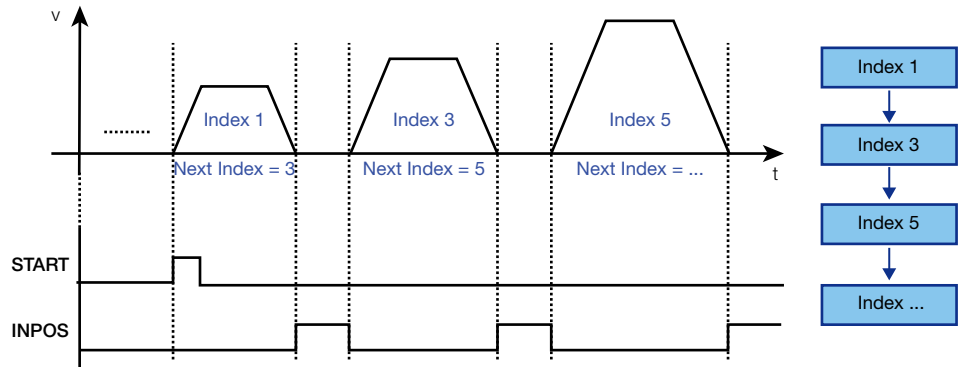 v
Index 1
Index 3
Index 5
..........
Next Index = 3
Next Index = 5
Next Index = ...
t
START
INPOS
Index 1
Index 3
Index 5
Index ...